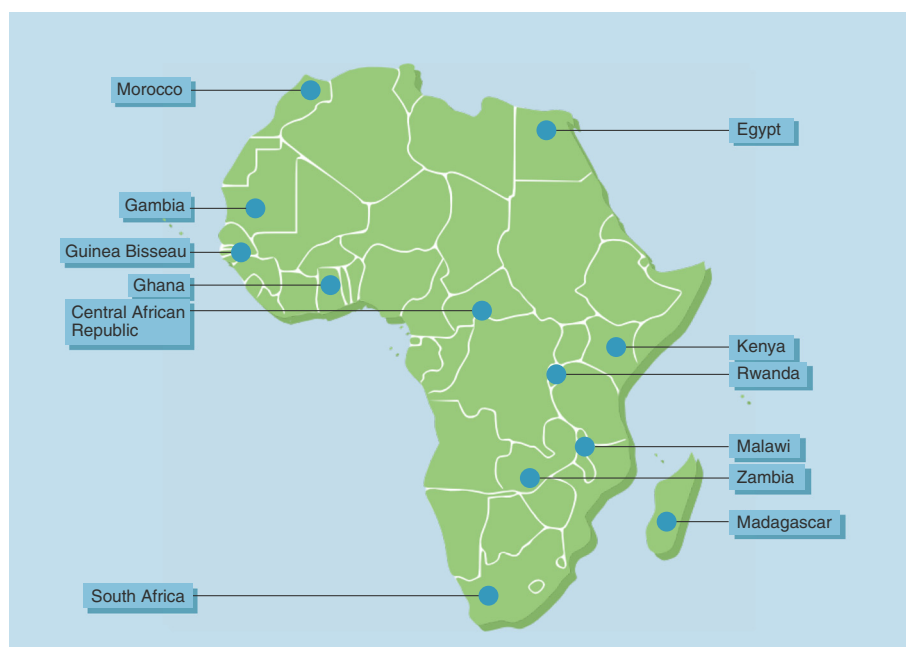 Morocco
Egypt
Gambia
Guinea Bisseau
Ghana
Central African
Republic
Kenya
Rwanda
Malawi
Zambia
Madagascar
South Africa